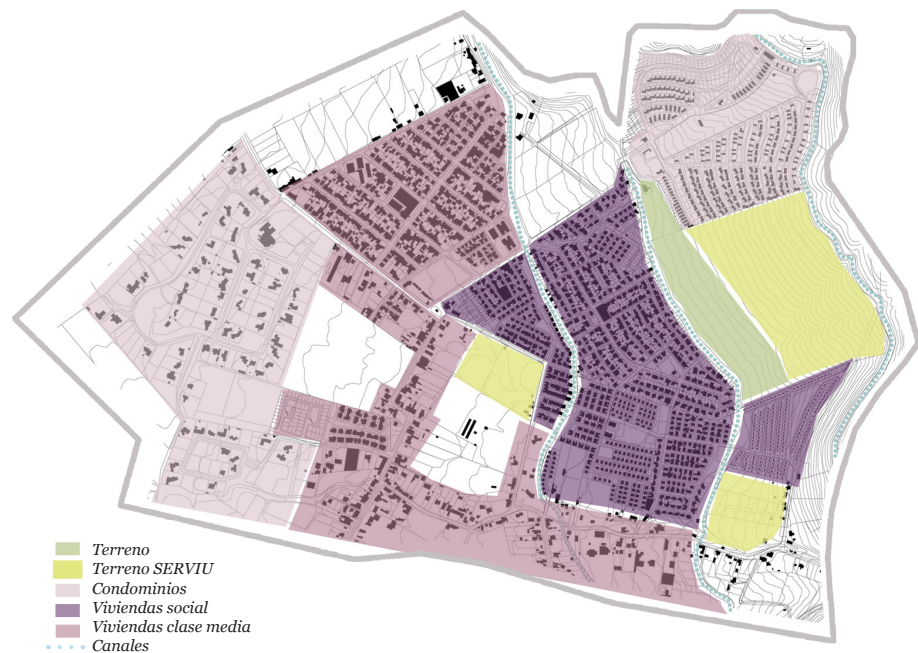 Terreno
Terreno SERVIU
Condominios
Viviendas social
Viviendas clase media
Canales